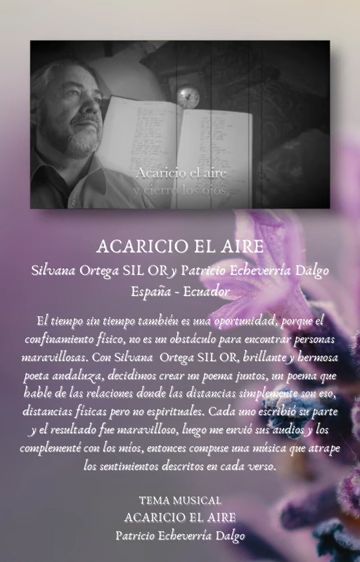 Acaricio el aire
y cierro los ojos,
ACARICIO EL AIRE
Silvana Ortega SIL OR y Patricio Echeverría Dalgo
España - Ecuador
El tiempo sin tiempo también es una oportunidad, porque el
confinamiento físico, no es un obstáculo para encontrar personas
maravillosas. Con Silvana Ortega SIL OR, brillante y hermosa
poeta andaluza, decidimos crear un poema juntos, un poema que
hable de las relaciones donde las distancias simplemente son eso,
distancias físicas pero no espirituales. Cada uno escribió su parte
y el resultado fue maravilloso, luego me envió sus audios y los
complementé con los míos, entonces compuse una música que atrape
los sentimientos descritos en cada verso.
TEMA MUSICAL
ACARICIO EL AIRE
Patricio Echeverría Dalgo